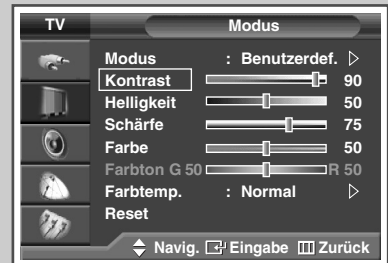 TV Modus
Modus : Benutzerdef.
Kontrast 90
Helligkeit 50
Schärfe 75
Farbe 50
Farbton G 50 R 50
Farbtemp. : Normal
Reset
Navig. Eingabe Zurück